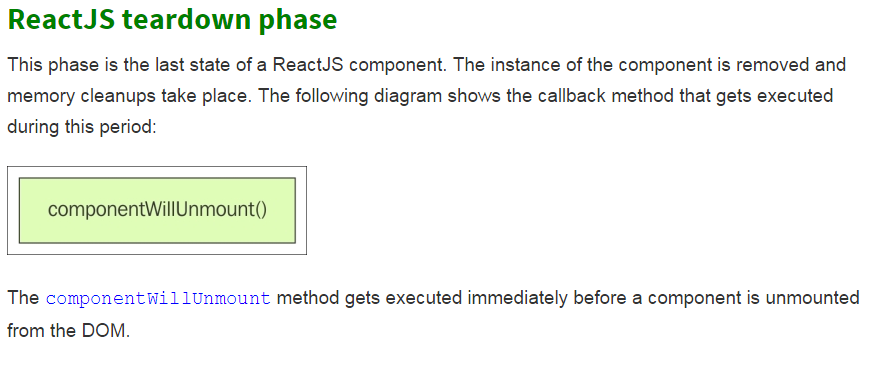 ReactJS teardown phase
This phase is the last state of a ReactJS component. The instance of the component is removed and
memory cleanups take place. The following diagram shows the callback method that gets executed
during this period:
componentWillUnmount()
The componentWillUnmount method gets executed immediately before a component is unmounted
from the DOM.